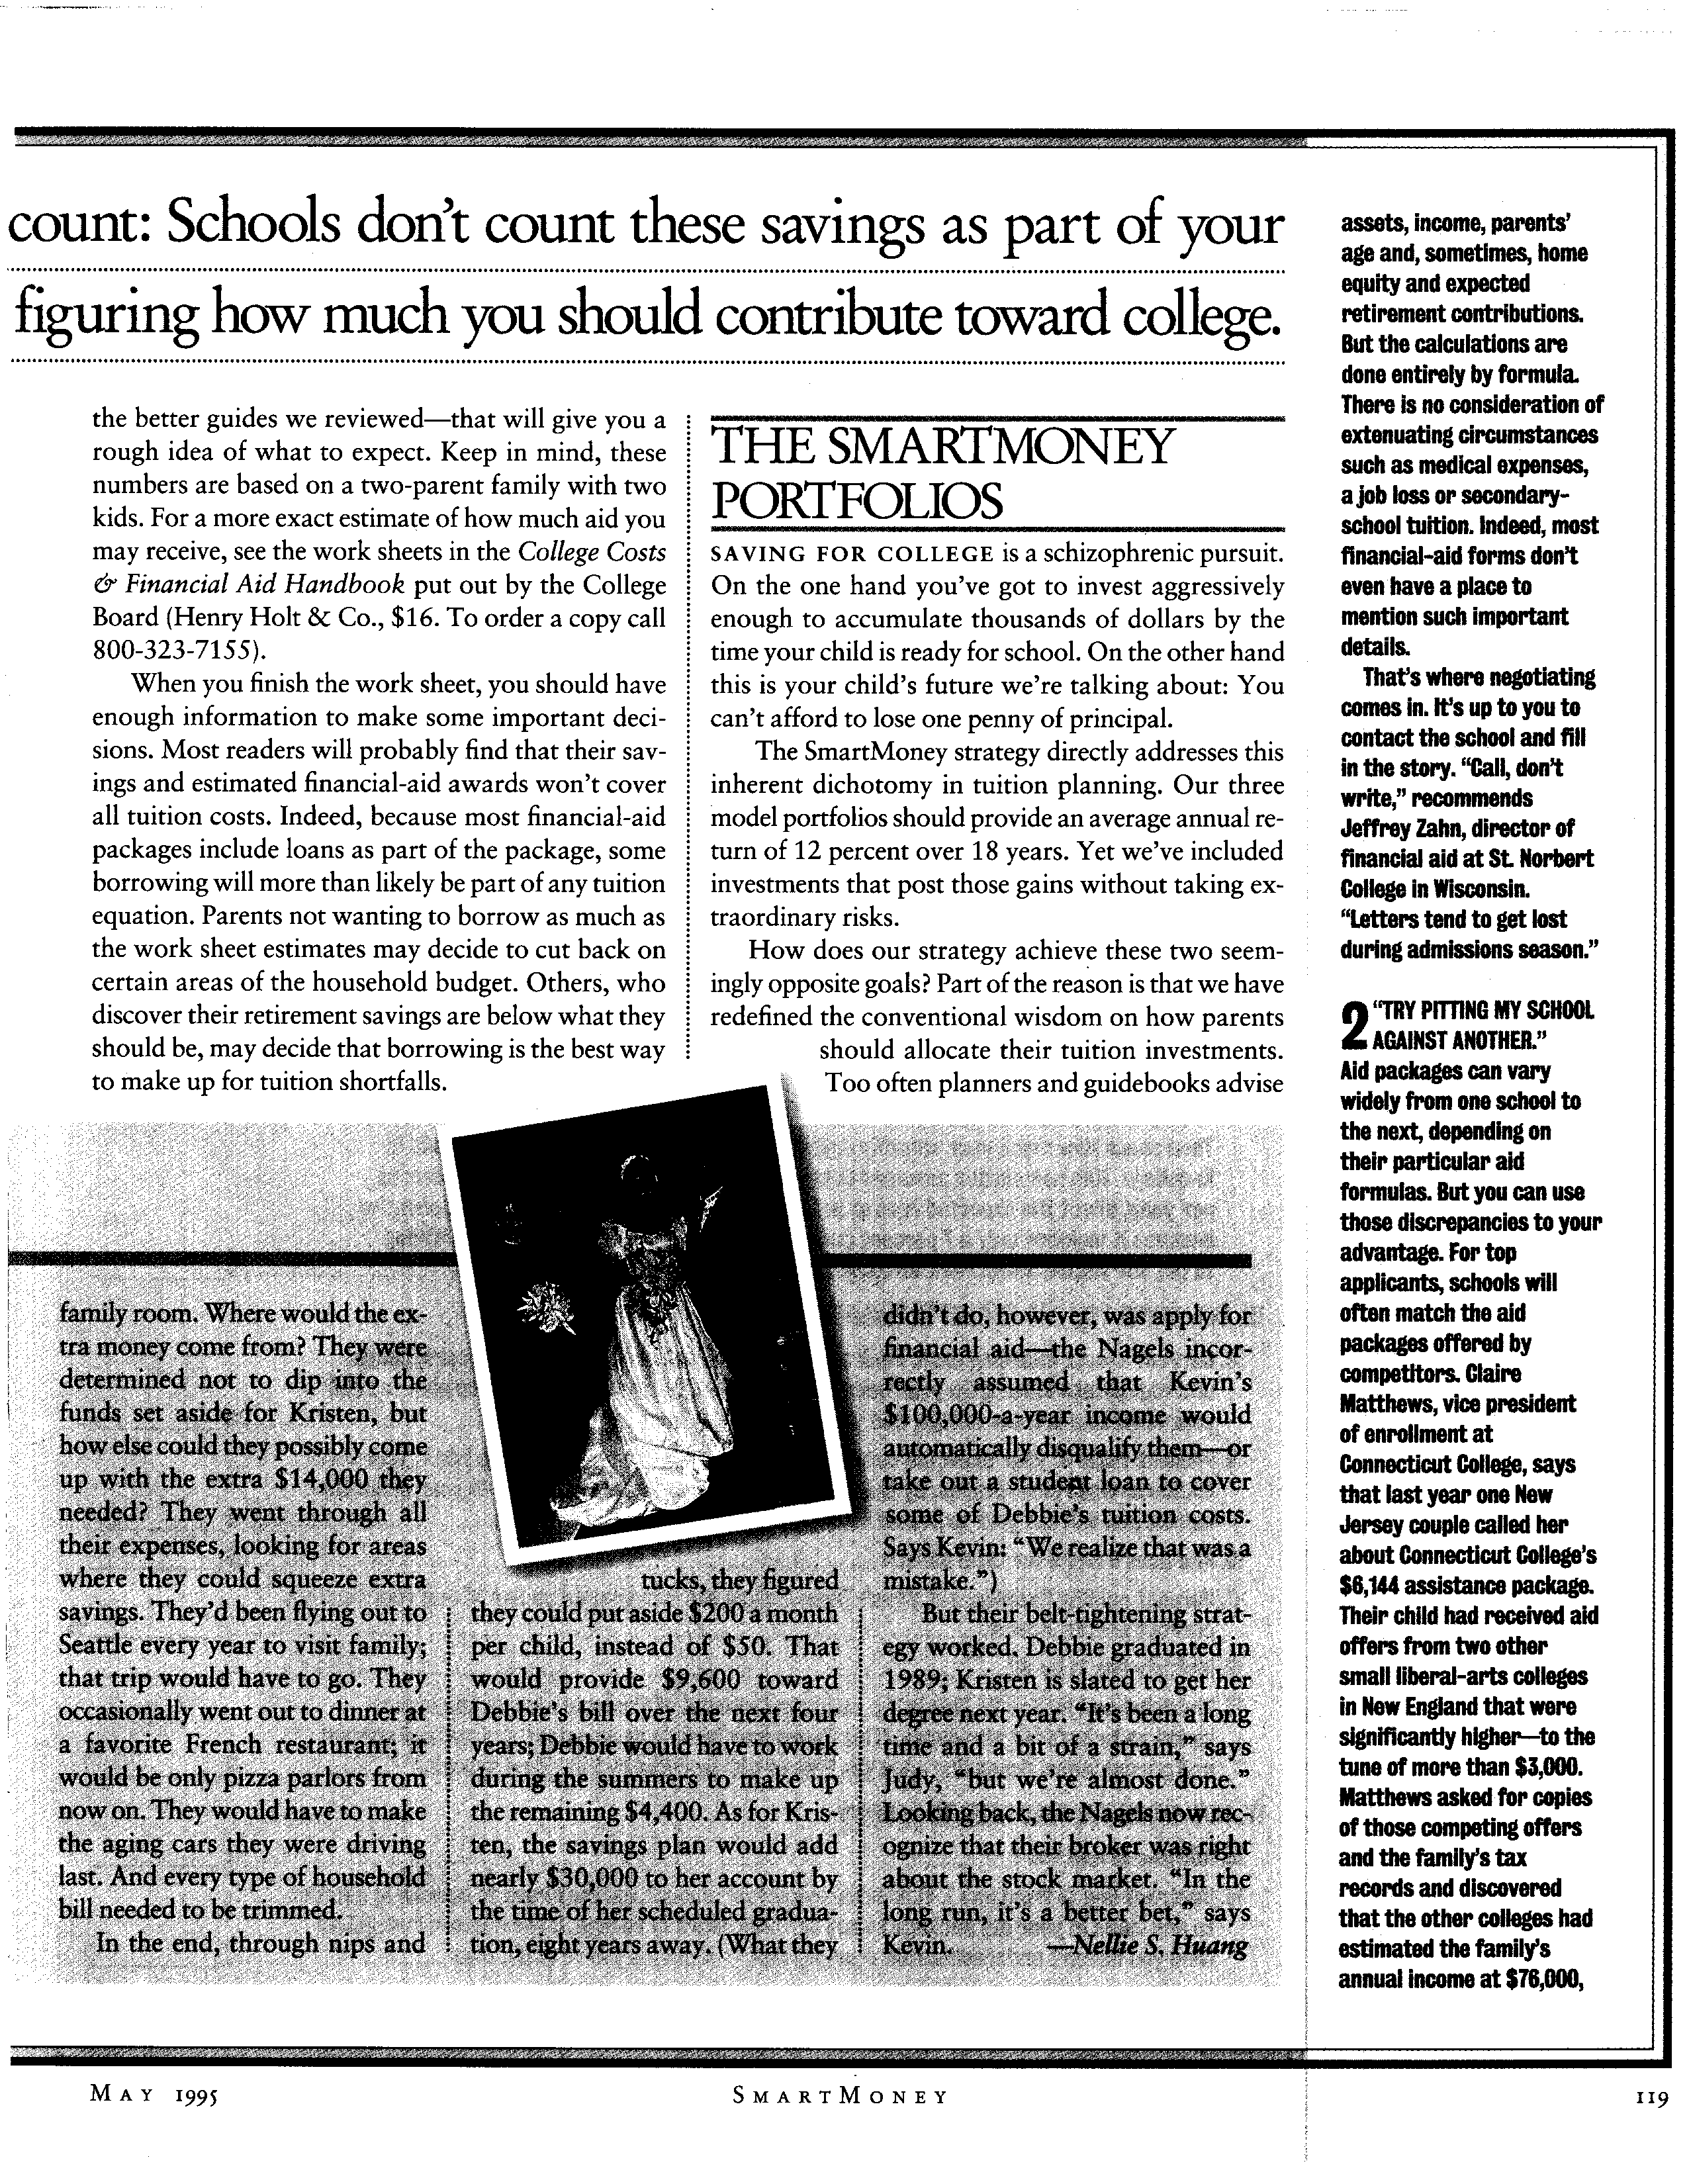 count: Schools don't count these savings as part of your
figuring how much you should contribute toward college.
the better guides we reviewed—that will give you a
rough idea of what to expect. Keep in mind, these
numbers are based on a two-parent family with two
kids. For a more exact estimate of how much aid you
may receive, see the work sheets in the College Costs
& Financial Aid Handbook put out by the College
Board (Henry Holt & Co., $16. To order a copy call
800-323-7155).
When you finish the work sheet, you should have
enough information to make some important deci-
sions. Most readers will probably find that their sav-
ings and estimated financial-aid awards won't cover
all tuition costs. Indeed, because most financial-aid
packages include loans as part of the package, some
borrowing will more than likely be part of any tuition
equation. Parents not wanting to borrow as much as
the work sheet estimates may decide to cut back on
certain areas of the household budget. Others, who
discover their retirement savings are below what they
should be, may decide that borrowing is the best way
to make up for tuition shortfalls.
THE SMARTMONEY
PORTFOLIOS
SAVING FOR COLLEGE is a schizophrenic pursuit.
On the one hand you've got to invest aggressively
enough to accumulate thousands of dollars by the
time your child is ready for school. On the other hand
this is your child's future we're talking about: You
can't afford to lose one penny of principal.
The SmartMoney strategy directly addresses this
inherent dichotomy in tuition planning. Our three
model portfolios should provide an average annual re-
turn of 12 percent over 18 years. Yet we've included
investments that post those gains without taking ex-
traordinary risks.
How does our strategy achieve these two seem-
ingly opposite goals? Part of the reason is that we have
redefined the conventional wisdom on how parents
should allocate their tuition investments.
Too often planners and guidebooks advise
family room. Where would the ex-
tra money come from? They were
determined not to dip into the
funds set aside for Kristen, but
how else could they possibly come
up with the extra $14,000 they
needed? They went through all
their expenses, looking for areas
where they could squeeze extra
savings. They'd been flying out to
Seattle every year to visit family;
that trip would have to go. They
occasionally went out to dinner at
a favorite French restaurant; it
would be only pizza parlors from
now on. They would have to make
the aging cars they were driving
last. And every type of household
bill needed to be trimmed.
In the end, through nips and
tucks, they figured
they could put aside $200 a month
per child, instead of $50. That
would provide $9,600 toward
Debbie's bill over the next four
years; Debbie would have to work
during the summers to make up
the remaining $4,400. As for Kris-
ten, the savings plan would add
nearly $30,000 to her account by
the time of her scheduled gradua-
tion, eight years away. (What they
didn't do, however, was apply for
financial aid—the Nagels incor-
rectly assumed that Kevin's
$100,000-a-year income would
automatically disqualify them—or
take out a student loan to cover
some of Debbie's tuition costs.
Says Kevin: "We realize that was a
mistake.")
But their belt-tightening strat-
egy worked. Debbie graduated in
1989; Kristen is slated to get her
degree next year. "It's been a long
time and a bit of a strain," says
Judy, "but we're almost done."
Looking back, the Nagels now rec-
ognize that their broker was right
about the stock market. "In the
long run, it's a better bet," says
Kevin. —Nellie S. Huang
assets, income, parents'
age and, sometimes, home
equity and expected
retirement contributions.
But the calculations are
done entirely by formula.
There is no consideration of
extenuating circumstances
such as medical expenses,
a job loss or secondary-
school tuition. Indeed, most
financial-aid forms don't
even have a place to
mention such important
details.
That's where negotiating
comes in. It's up to you to
contact the school and fill
in the story. "Call, don't
write," recommends
Jeffrey Zahn, director of
financial aid at St. Norbert
College in Wisconsin.
"Letters tend to get lost
during admissions season."
2 "TRY PITTING MY SCHOOL
AGAINST ANOTHER."
Aid packages can vary
widely from one school to
the next, depending on
their particular aid
formulas. But you can use
those discrepancies to your
advantage. For top
applicants, schools will
often match the aid
packages offered by
competitors. Claire
Matthews, vice president
of enrollment at
Connecticut College, says
that last year one New
Jersey couple called her
about Connecticut College's
$6,144 assistance package.
Their child had received aid
offers from two other
small liberal-arts colleges
in New England that were
significantly higher—to the
tune of more than $3,000.
Matthews asked for copies
of those competing offers
and the family's tax
records and discovered
that the other colleges had
estimated the family's
annual income at $76,000,
MAY 1995
SMARTMONEY
119